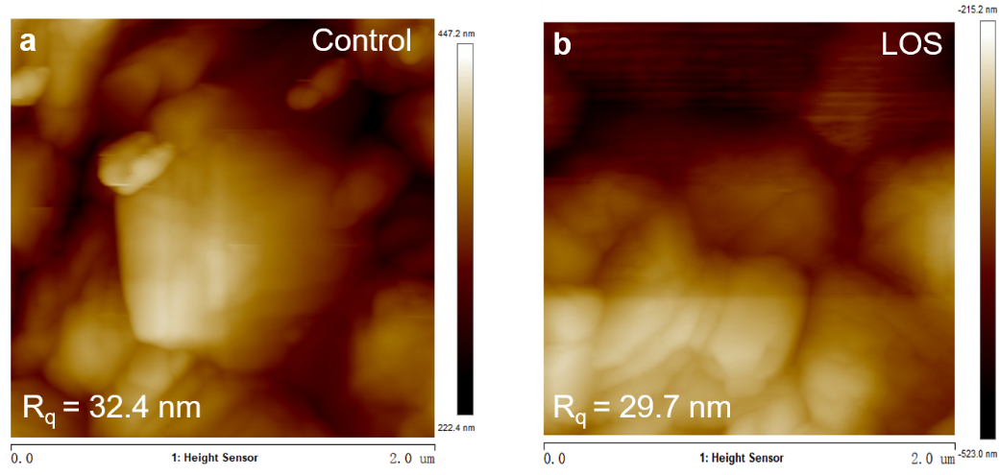 a
Control
447.2 nm
Rq = 32.4 nm
222.4 nm
0.0
1: Height Sensor
2.0 um
b
LOS
-215.2 nm
Rq = 29.7 nm
-523.0 nm
0.0
1: Height Sensor
2.0 um